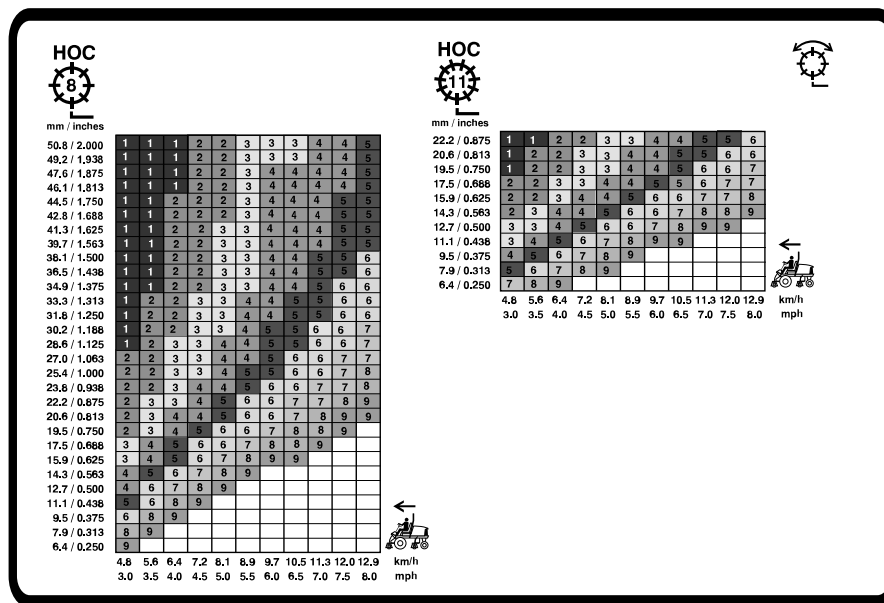 HOC
8
mm / inches
50.8 / 2.000 1 1 1 2 2 3 3 3 4 4 5
49.2 / 1.938 1 1 1 2 2 3 3 3 4 4 5
47.6 / 1.875 1 1 1 2 2 3 4 4 4 4 5
46.1 / 1.813 1 1 1 2 2 3 4 4 4 4 5
44.5 / 1.750 1 1 2 2 2 3 4 4 4 5 5
42.8 / 1.688 1 1 2 2 2 3 4 4 4 5 5
41.3 / 1.625 1 1 2 2 3 3 4 4 4 5 5
39.7 / 1.563 1 1 2 2 3 3 4 4 4 5 5
38.1 / 1.500 1 1 2 2 3 3 4 4 5 5 6
36.5 / 1.438 1 1 2 2 3 3 4 4 5 5 6
34.9 / 1.375 1 1 2 2 3 3 4 4 5 6 6
33.3 / 1.313 1 2 2 3 3 4 4 5 5 6 6
31.8 / 1.250 1 2 2 3 3 4 4 5 5 6 6
30.2 / 1.188 1 2 2 3 3 4 5 5 6 6 7
28.6 / 1.125 1 2 3 3 4 4 5 5 6 6 7
27.0 / 1.063 2 2 3 3 4 4 5 6 6 7 7
25.4 / 1.000 2 2 3 3 4 5 5 6 6 7 8
23.8 / 0.938 2 2 3 4 4 5 6 6 7 7 8
22.2 / 0.875 2 3 3 4 5 6 6 6 7 8 9
20.6 / 0.813 2 3 4 4 5 6 6 7 8 9 9
19.5 / 0.750 2 3 4 5 6 6 7 8 8 9
17.5 / 0.688 3 4 5 6 6 7 8 8 9
15.9 / 0.625 3 4 5 6 7 8 9 9
14.3 / 0.563 4 5 6 7 8 9
12.7 / 0.500 4 6 7 8 9
11.1 / 0.438 5 6 8 9
9.5 / 0.375 6 8 9
7.9 / 0.313 8 9
6.4 / 0.250 9
4.8 5.6 6.4 7.2 8.1 8.9 9.7 10.5 11.3 12.0 12.9 km/h
3.0 3.5 4.0 4.5 5.0 5.5 6.0 6.5 7.0 7.5 8.0 mph
HOC
11
mm / inches
22.2 / 0.875 1 1 2 2 3 3 4 4 5 5 6
20.6 / 0.813 1 2 2 3 3 4 4 5 5 6 6
19.5 / 0.750 1 2 2 3 3 4 4 5 6 6 7
17.5 / 0.688 2 2 3 3 4 4 5 5 6 7 7
15.9 / 0.625 2 2 3 4 4 5 6 6 7 7 8
14.3 / 0.563 2 3 4 4 5 6 6 7 8 8 9
12.7 / 0.500 3 3 4 5 6 6 7 8 9 9
11.1 / 0.438 3 4 5 6 7 8 9 9
9.5 / 0.375 4 5 6 7 8 9
7.9 / 0.313 5 6 7 8 9
6.4 / 0.250 7 8 9
4.8 5.6 6.4 7.2 8.1 8.9 9.7 10.5 11.3 12.0 12.9 km/h
3.0 3.5 4.0 4.5 5.0 5.5 6.0 6.5 7.0 7.5 8.0 mph